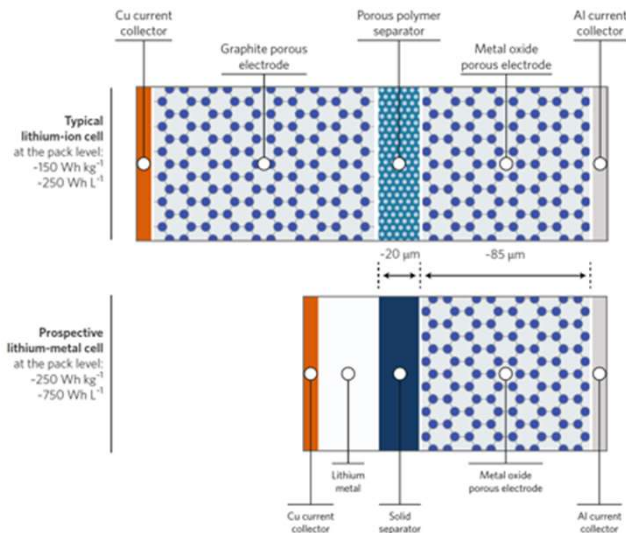 Cu current
collector
Graphite porous
electrode
Porous polymer
separator
Metal oxide
porous electrode
Al current
collector
Typical
lithium-ion cell
at the pack level:
~150 Wh kg⁻¹
~250 Wh L⁻¹
~20 μm
~85 μm
Prospective
lithium-metal cell
at the pack level:
~250 Wh kg⁻¹
~750 Wh L⁻¹
Lithium
metal
Metal oxide
porous electrode
Cu current
collector
Solid
separator
Al current
collector